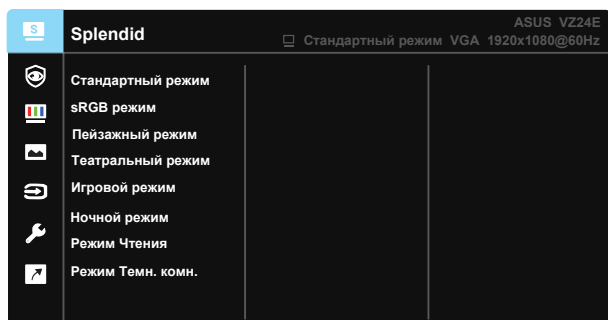 S
Splendid
ASUS VZ24E
Стандартный режим VGA 1920x1080@60Hz
Стандартный режим
sRGB режим
Пейзажный режим
Театральный режим
Игровой режим
Ночной режим
Режим Чтения
Режим Темн. комн.